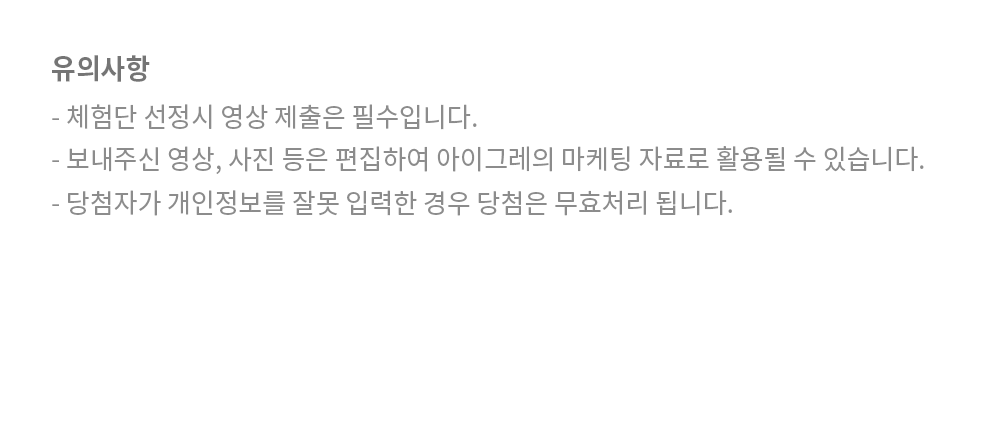 유의사항
- 체험단 선정시 영상 제출은 필수입니다.
- 보내주신 영상, 사진 등은 편집하여 아이그레의 마케팅 자료로 활용될 수 있습니다.
- 당첨자가 개인정보를 잘못 입력한 경우 당첨은 무효처리 됩니다.